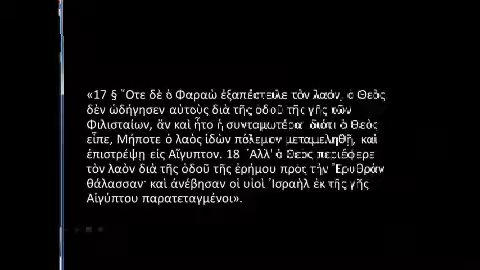 «17 § Ὅτε δὲ ὁ Φαραὼ ἐξαπέστειλε τὸν λαόν, ὁ Θεὸς
δὲν ὡδήγησεν αὐτοὺς διὰ τῆς ὁδοῦ τῆς γῆς τῶν
Φιλισταίων, ἂν καὶ ἦτο ἡ συντομωτέρα· διότι ὁ Θεὸς
εἶπε, Μήποτε ὁ λαὸς ἰδὼν πόλεμον μεταμεληθῇ, καὶ
ἐπιστρέψῃ εἰς Αἴγυπτον. 18 Ἀλλ' ὁ Θεὸς περιέφερε
τὸν λαὸν διὰ τῆς ὁδοῦ τῆς ἐρήμου πρὸς τὴν Ἐρυθρὰν
θάλασσαν· καὶ ἀνέβησαν οἱ υἱοὶ Ἰσραὴλ ἐκ τῆς γῆς
Αἰγύπτου παρατεταγμένοι».